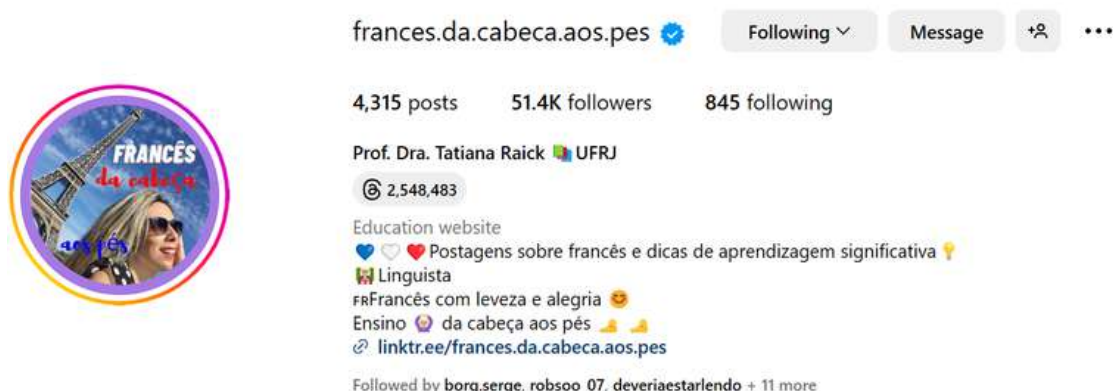 frances.da.cabeca.aos.pes
Following
Message
4,315 posts 51.4K followers 845 following
FRANCÊS
da cabeça
aos pés
Prof. Dra. Tatiana Raick UFRJ
2,548,483
Education website
💙🤍❤️Postagens sobre francês e dicas de aprendizagem significativa💡
Linguista
FRFrancês com leveza e alegria 😊
Ensino 🙆 da cabeça aos pés 🦶🦶
linktr.ee/frances.da.cabeca.aos.pes
Followed by borg.serge, robsoo_07, deveriaestarlendo + 11 more